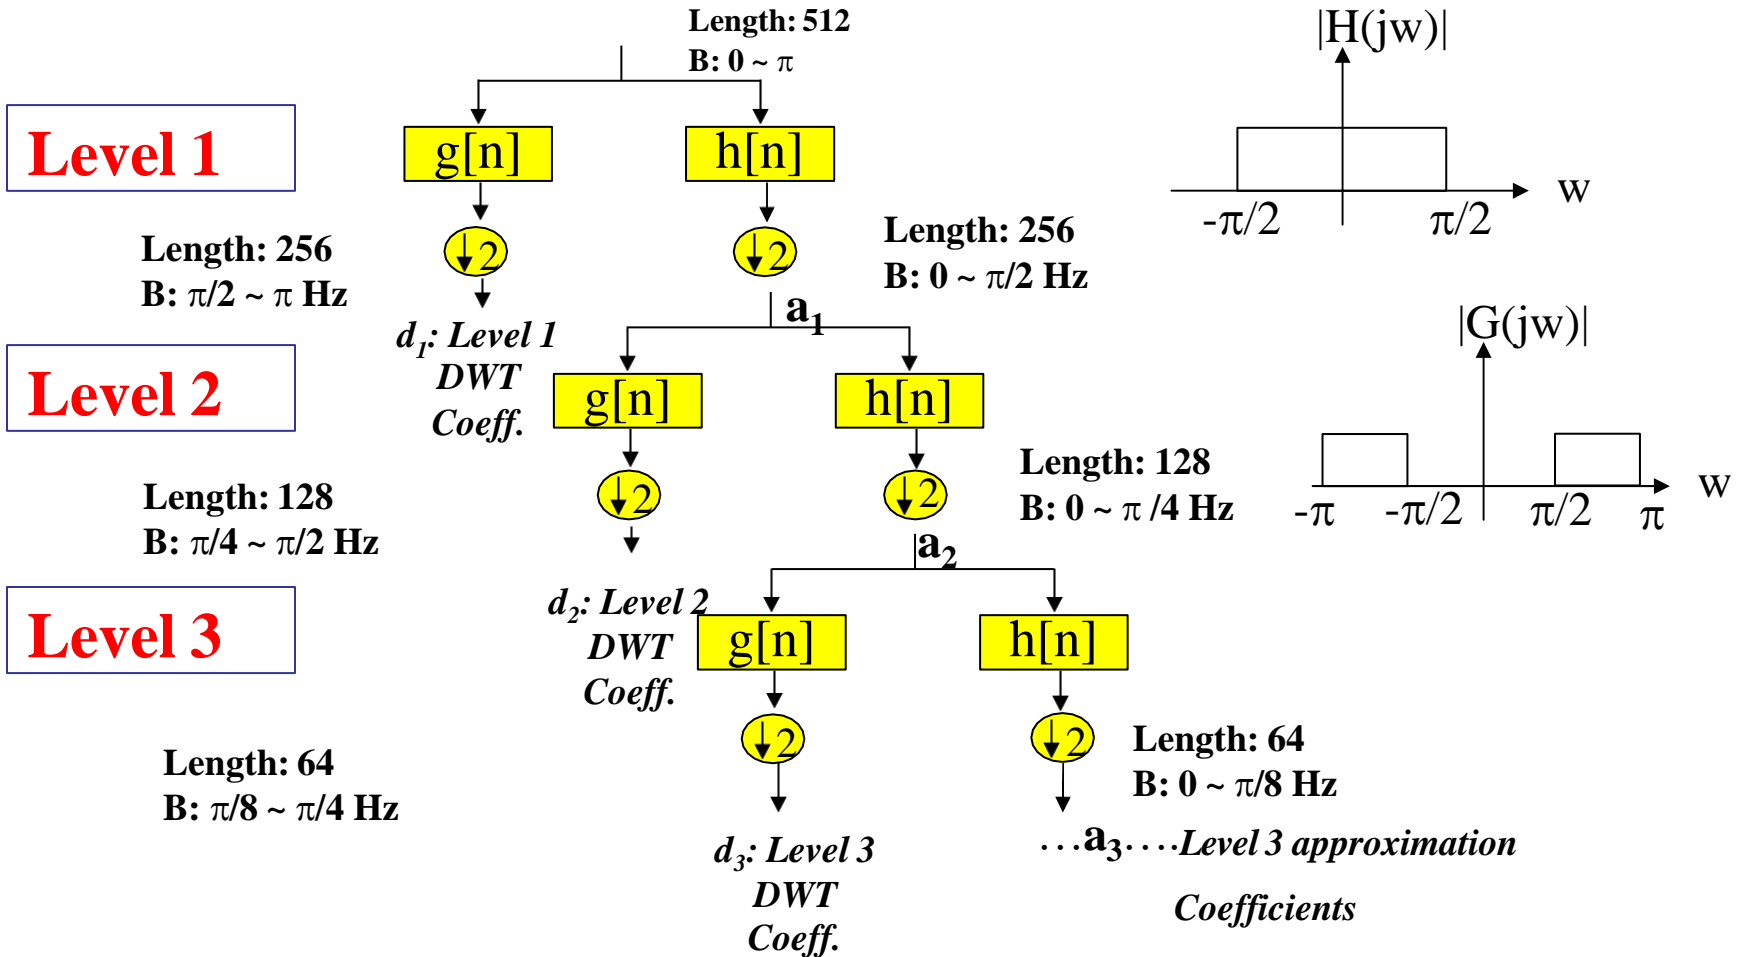 Length: 512
B: 0 ~ π
|H(jw)|
Level 1
g[n]
h[n]
w
-π/2
π/2
Length: 256
B: π/2 ~ π Hz
↓2
↓2
Length: 256
B: 0 ~ π/2 Hz
a1
d1: Level 1
DWT
Coeff.
|G(jw)|
Level 2
g[n]
h[n]
Length: 128
B: π/4 ~ π/2 Hz
↓2
↓2
Length: 128
B: 0 ~ π /4 Hz
w
-π
-π/2
π/2
π
a2
d2: Level 2
DWT
Coeff.
Level 3
g[n]
h[n]
Length: 64
B: π/8 ~ π/4 Hz
↓2
↓2
Length: 64
B: 0 ~ π/8 Hz
d3: Level 3
DWT
Coeff.
...a3....Level 3 approximation
Coefficients